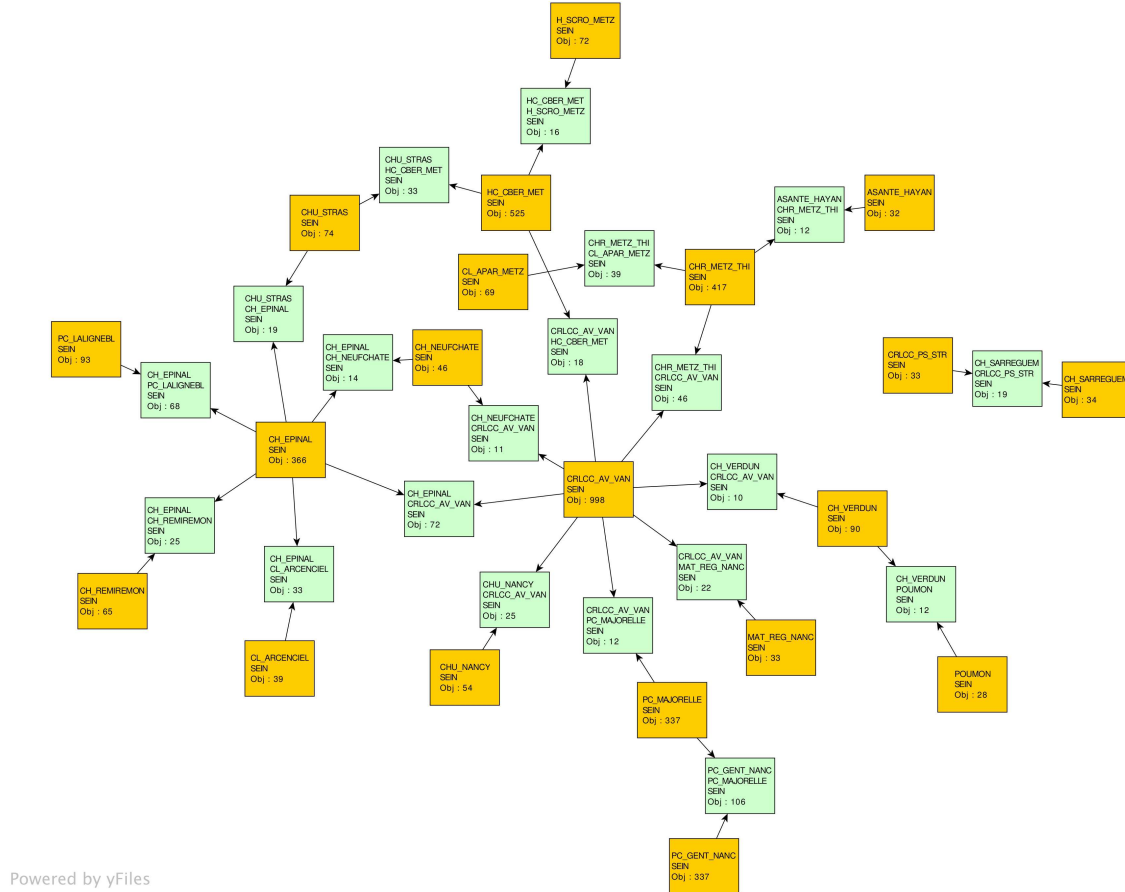 H_SCRO_METZ
SEIN
Obj : 72
HC_CBER_MET
H_SCRO_METZ
SEIN
Obj : 16
CHU_STRAS
HC_CBER_MET
SEIN
Obj : 33
HC_CBER_MET
SEIN
Obj : 525
CHU_STRAS
SEIN
Obj : 74
ASANTE_HAYAN
CHR_METZ_THI
SEIN
Obj : 12
ASANTE_HAYAN
SEIN
Obj : 32
CHR_METZ_THI
CL_APAR_METZ
SEIN
Obj : 39
CL_APAR_METZ
SEIN
Obj : 69
CHR_METZ_THI
SEIN
Obj : 417
CHU_STRAS
CH_EPINAL
SEIN
Obj : 19
PC_LALIGNEBL
SEIN
Obj : 93
CH_EPINAL
CH_NEUFCHATE
SEIN
Obj : 14
CH_NEUFCHATE
SEIN
Obj : 46
CRLCC_AV_VAN
HC_CBER_MET
SEIN
Obj : 18
CHR_METZ_THI
CRLCC_AV_VAN
SEIN
Obj : 46
CRLCC_PS_STR
SEIN
Obj : 33
CH_SARREGUEM
CRLCC_PS_STR
SEIN
Obj : 19
CH_SARREGUEM
SEIN
Obj : 34
CH_EPINAL
PC_LALIGNEBL
SEIN
Obj : 68
CH_NEUFCHATE
CRLCC_AV_VAN
SEIN
Obj : 11
CH_EPINAL
SEIN
Obj : 366
CH_VERDUN
CRLCC_AV_VAN
SEIN
Obj : 10
CRLCC_AV_VAN
SEIN
Obj : 998
CH_EPINAL
CRLCC_AV_VAN
SEIN
Obj : 72
CH_VERDUN
SEIN
Obj : 90
CH_EPINAL
CH_REMIREMON
SEIN
Obj : 25
CH_EPINAL
CL_ARCENCIEL
SEIN
Obj : 33
CRLCC_AV_VAN
MAT_REG_NANC
SEIN
Obj : 22
CH_VERDUN
POUMON
SEIN
Obj : 12
CH_REMIREMON
SEIN
Obj : 65
CHU_NANCY
CRLCC_AV_VAN
SEIN
Obj : 25
CRLCC_AV_VAN
PC_MAJORELLE
SEIN
Obj : 12
MAT_REG_NANC
SEIN
Obj : 33
CL_ARCENCIEL
SEIN
Obj : 39
CHU_NANCY
SEIN
Obj : 54
POUMON
SEIN
Obj : 28
PC_MAJORELLE
SEIN
Obj : 337
PC_GENT_NANC
PC_MAJORELLE
SEIN
Obj : 106
PC_GENT_NANC
SEIN
Obj : 337
Powered by yFiles